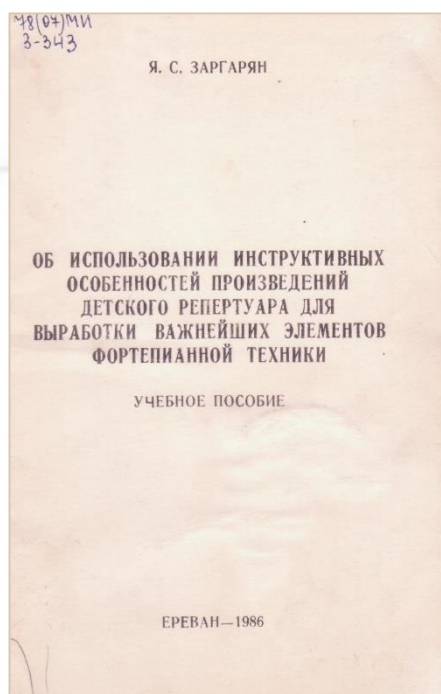 78(07)МИ
З-343
Я. С. ЗАРГАРЯН
ОБ ИСПОЛЬЗОВАНИИ ИНСТРУКТИВНЫХ
ОСОБЕННОСТЕЙ ПРОИЗВЕДЕНИЙ
ДЕТСКОГО РЕПЕРТУАРА ДЛЯ
ВЫРАБОТКИ ВАЖНЕЙШИХ ЭЛЕМЕНТОВ
ФОРТЕПИАННОЙ ТЕХНИКИ
УЧЕБНОЕ ПОСОБИЕ
ЕРЕВАН—1986